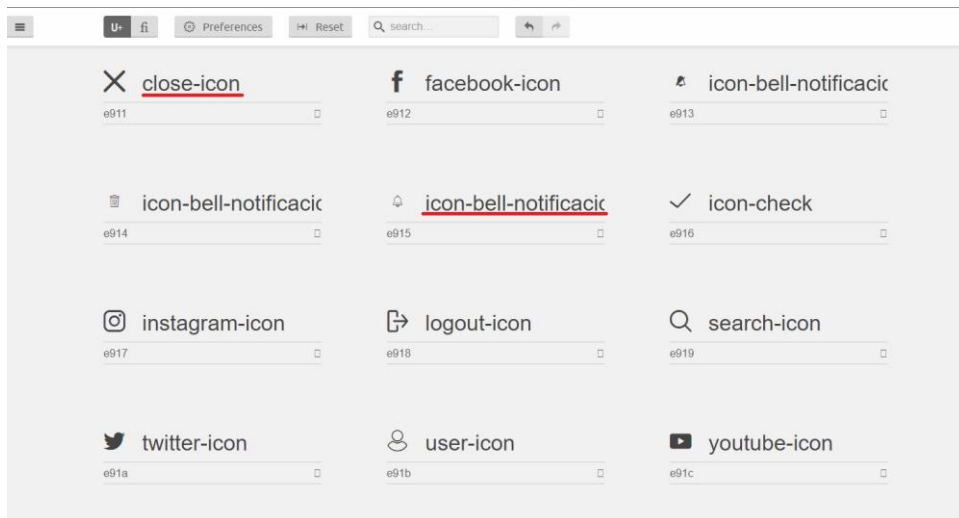 U+ fi Preferences Reset search...
close-icon facebook-icon icon-bell-notificacic
e911 e912 e913
icon-bell-notificacic icon-bell-notificacic icon-check
e914 e915 e916
instagram-icon logout-icon search-icon
e917 e918 e919
twitter-icon user-icon youtube-icon
e91a e91b e91c